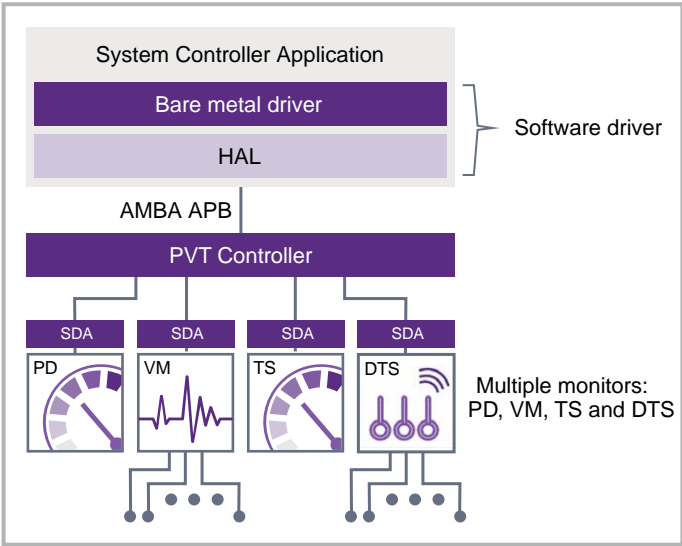 System Controller Application
Bare metal driver
HAL
Software driver
AMBA APB
PVT Controller
SDA
SDA
SDA
SDA
PD
VM
TS
DTS
Multiple monitors:
PD, VM, TS and DTS